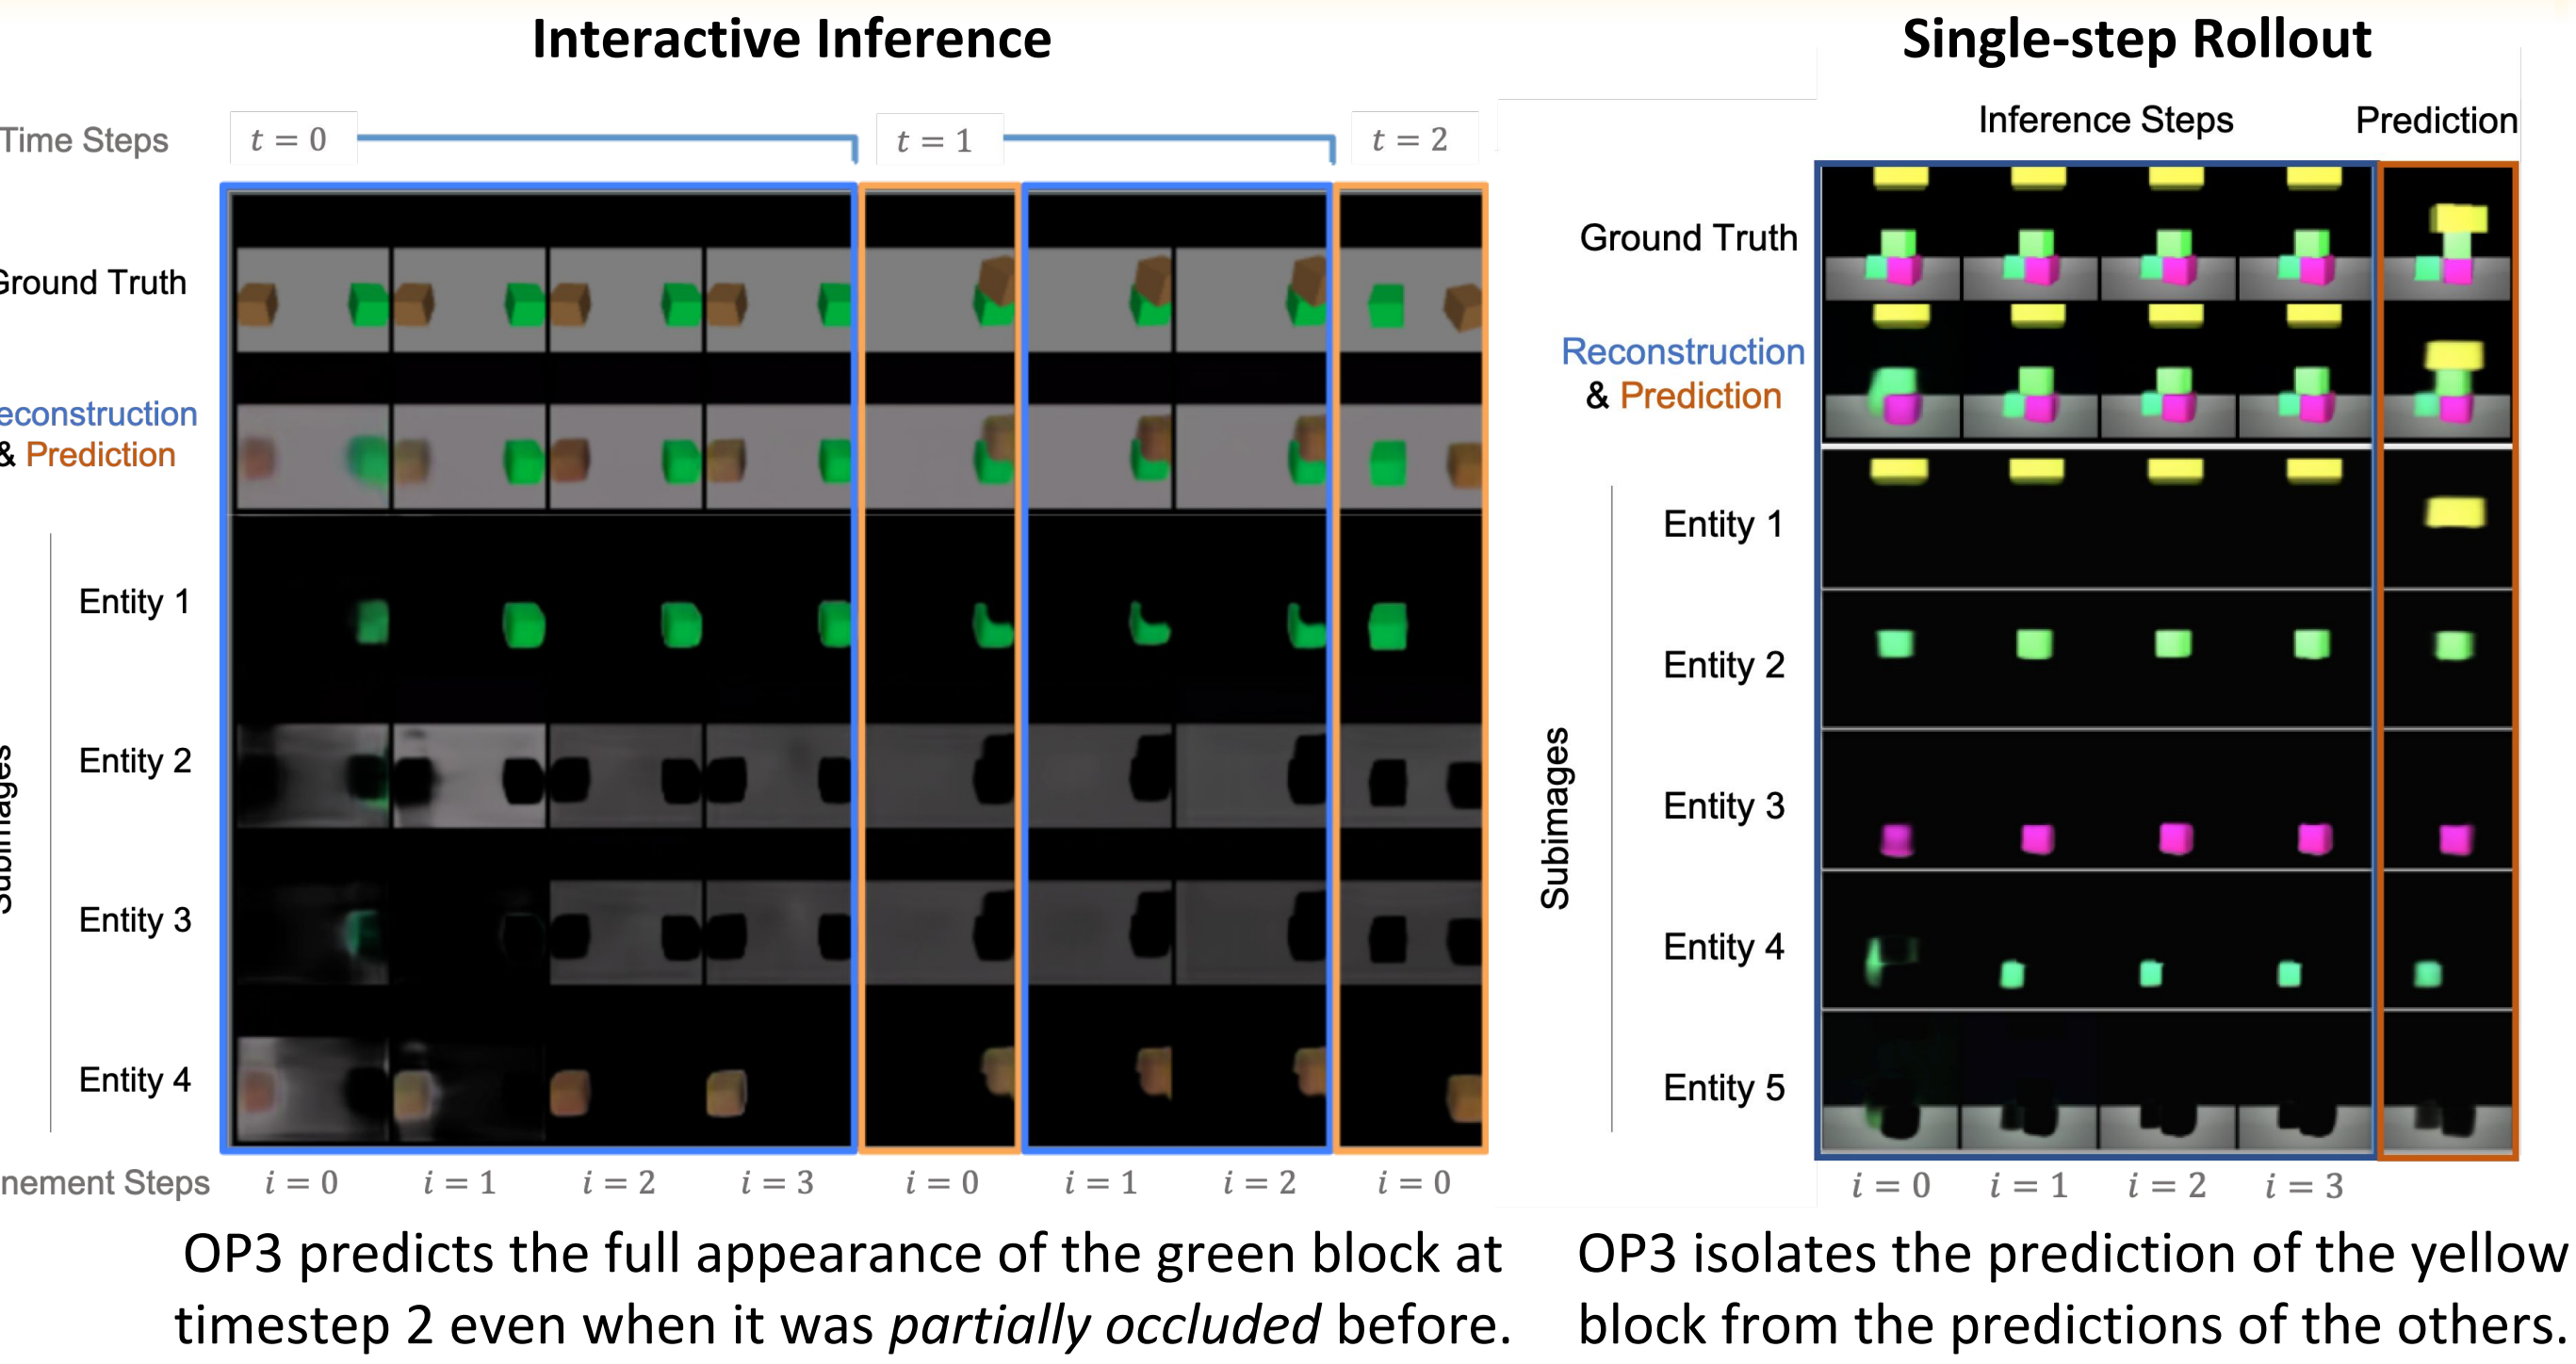 Interactive Inference
Time Steps
t = 0
t = 1
t = 2
Ground Truth
econstruction
& Prediction
Entity 1
Entity 2
Entity 3
Entity 4
Subimages
nement Steps
i = 0
i = 1
i = 2
i = 3
i = 0
i = 1
i = 2
i = 0
OP3 predicts the full appearance of the green block at
timestep 2 even when it was partially occluded before.
Single-step Rollout
Inference Steps
Prediction
Ground Truth
Reconstruction
& Prediction
Subimages
Entity 1
Entity 2
Entity 3
Entity 4
Entity 5
i = 0
i = 1
i = 2
i = 3
OP3 isolates the prediction of the yellow
block from the predictions of the others.